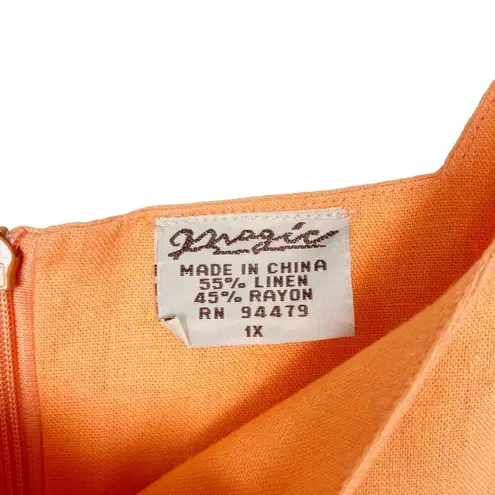 Magic
MADE IN CHINA
55% LINEN
45% RAYON
RN 94479
1X